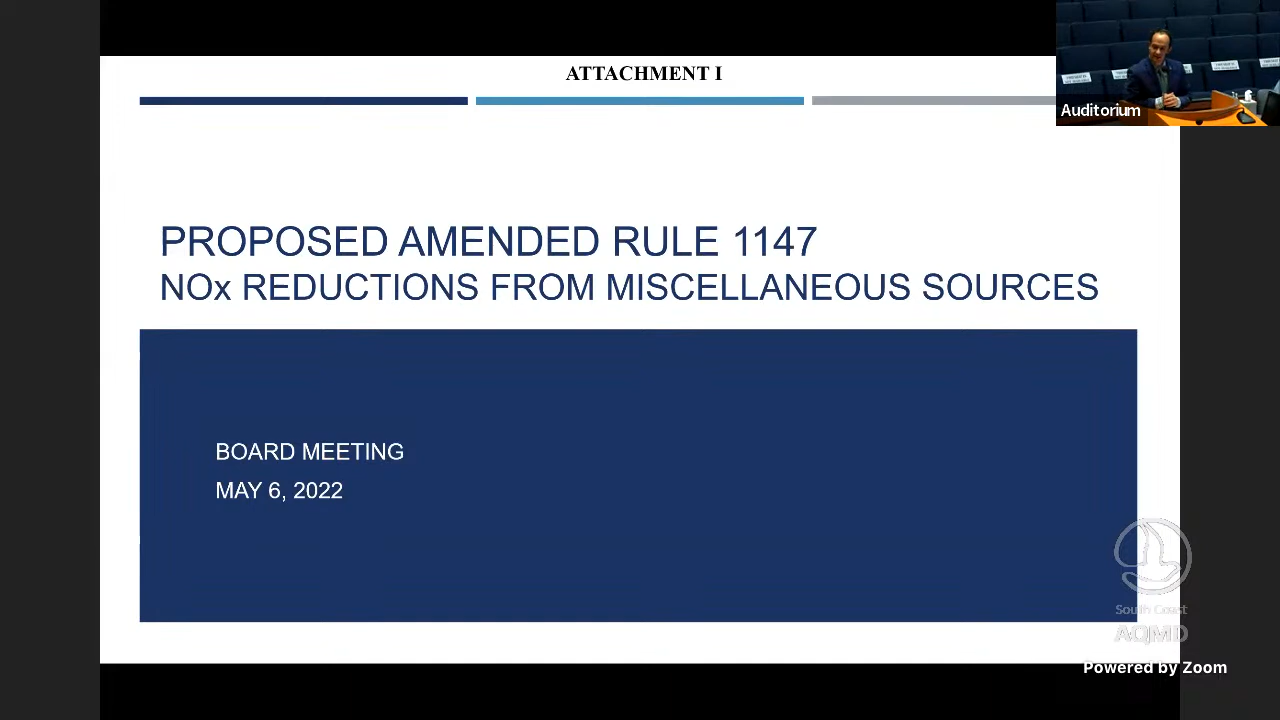 ATTACHMENT I
Auditorium
PROPOSED AMENDED RULE 1147
NOx REDUCTIONS FROM MISCELLANEOUS SOURCES
BOARD MEETING
MAY 6, 2022
South Coast
AQMD
Powered by Zoom